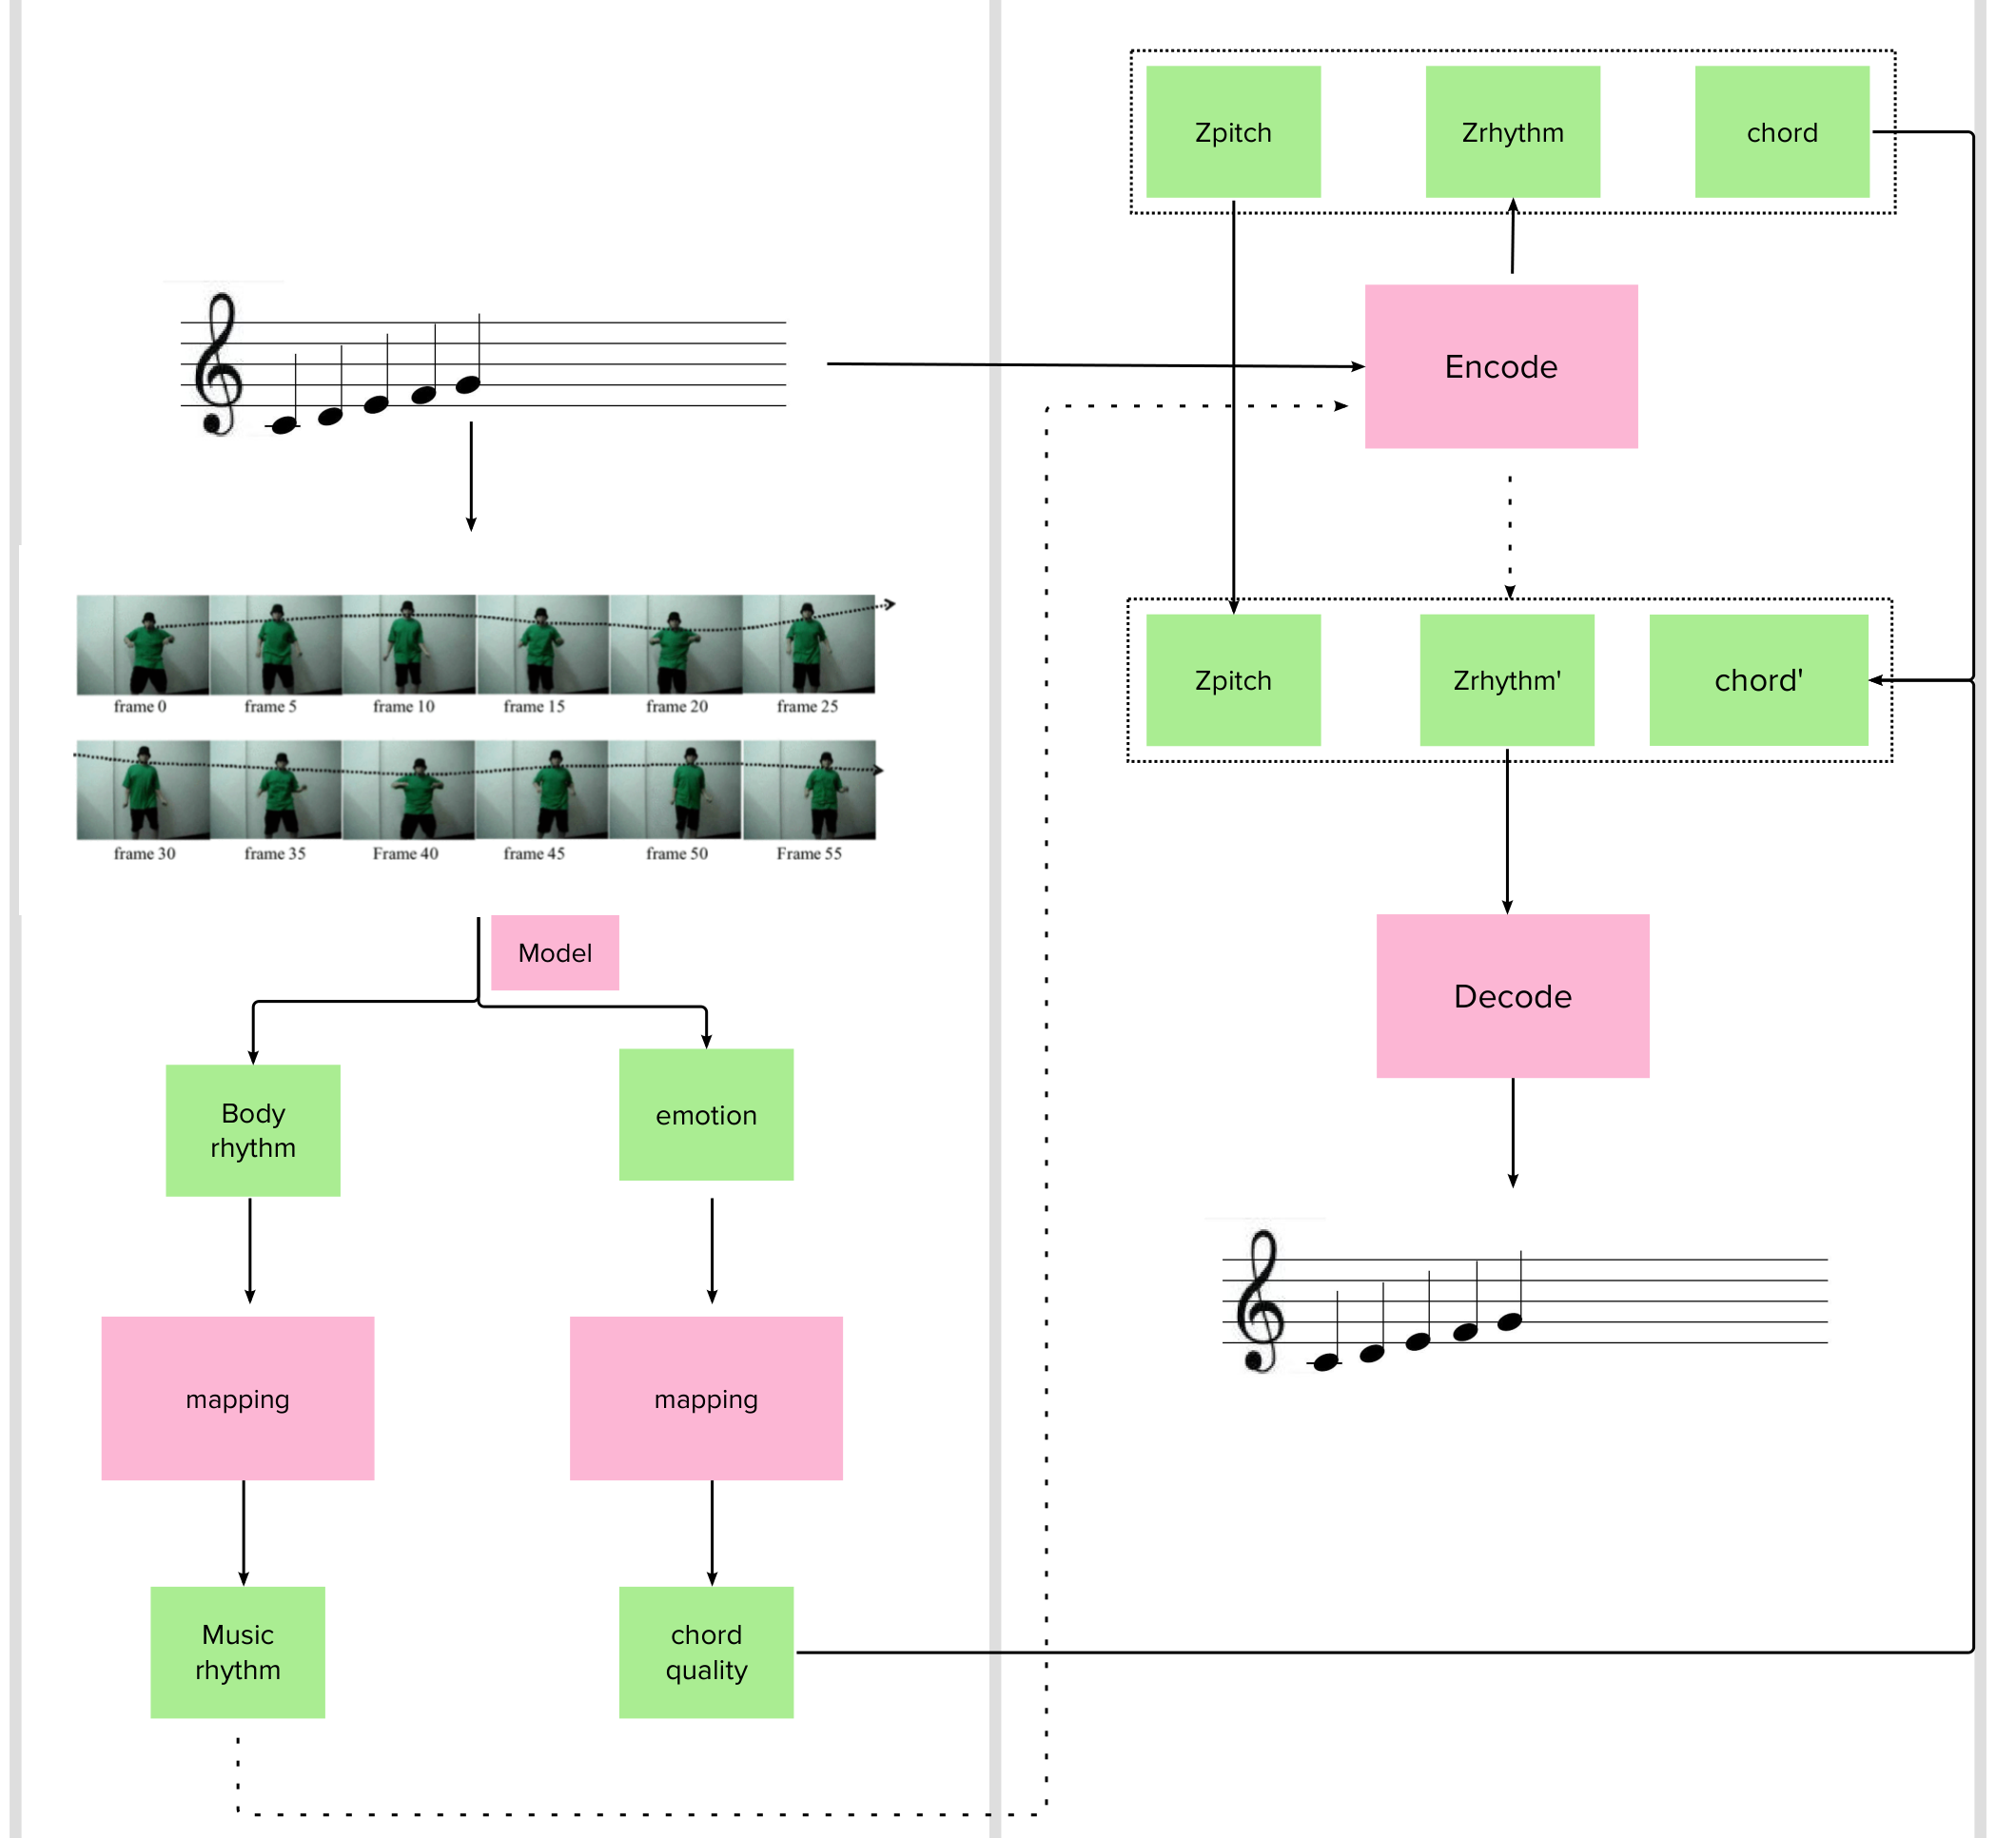 frame 0
frame 5
frame 10
frame 15
frame 20
frame 25
frame 30
frame 35
Frame 40
frame 45
frame 50
Frame 55
Model
Body
rhythm
emotion
mapping
mapping
Music
rhythm
chord
quality
Zpitch
Zrhythm
chord
Encode
Zpitch
Zrhythm'
chord'
Decode